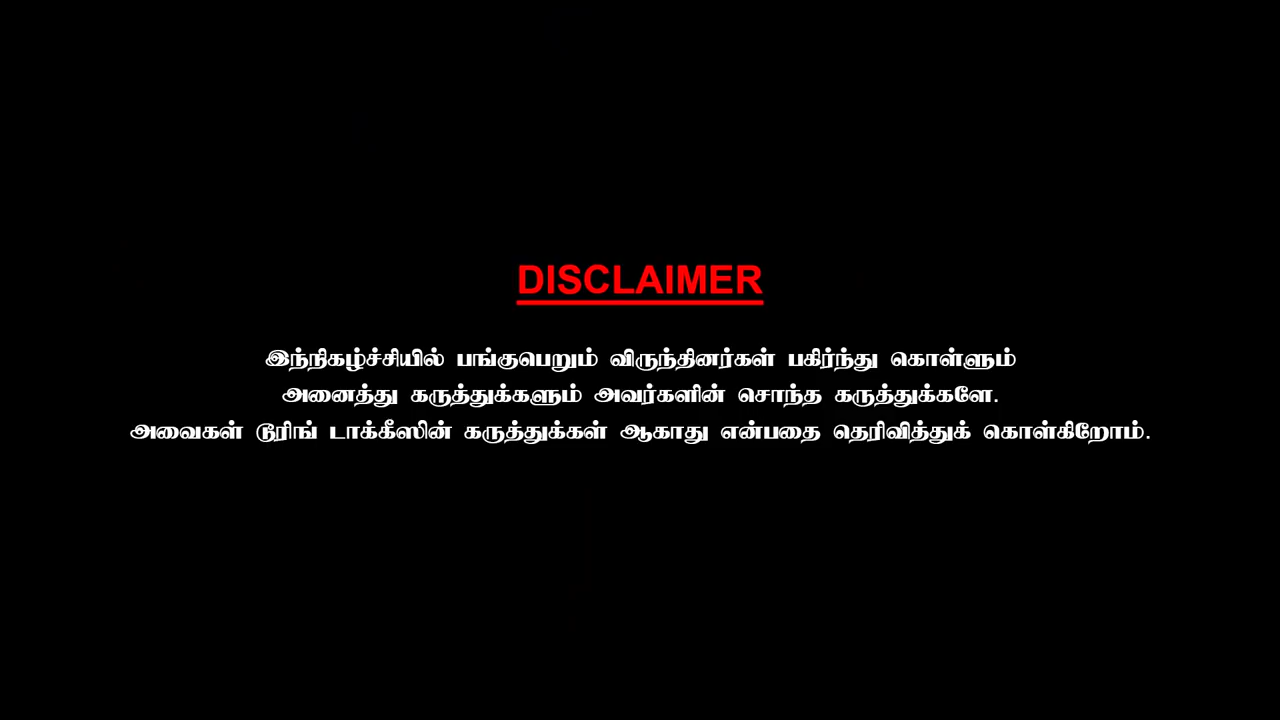 DISCLAIMER
இந்நிகழ்ச்சியில் பங்குபெறும் விருந்தினர்கள் பகிர்ந்து கொள்ளும்
அனைத்து கருத்துக்களும் அவர்களின் சொந்த கருத்துக்களே.
அவைகள் டூரிங் டாக்கீஸின் கருத்துக்கள் ஆகாது என்பதை தெரிவித்துக் கொள்கிறோம்.